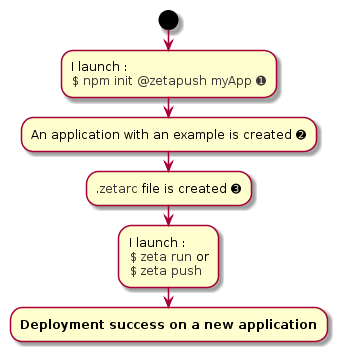 I launch :
$ npm init @zetapush myApp ❶
An application with an example is created ❷
.zetarc file is created ❸
I launch :
$ zeta run or
$ zeta push
Deployment success on a new application